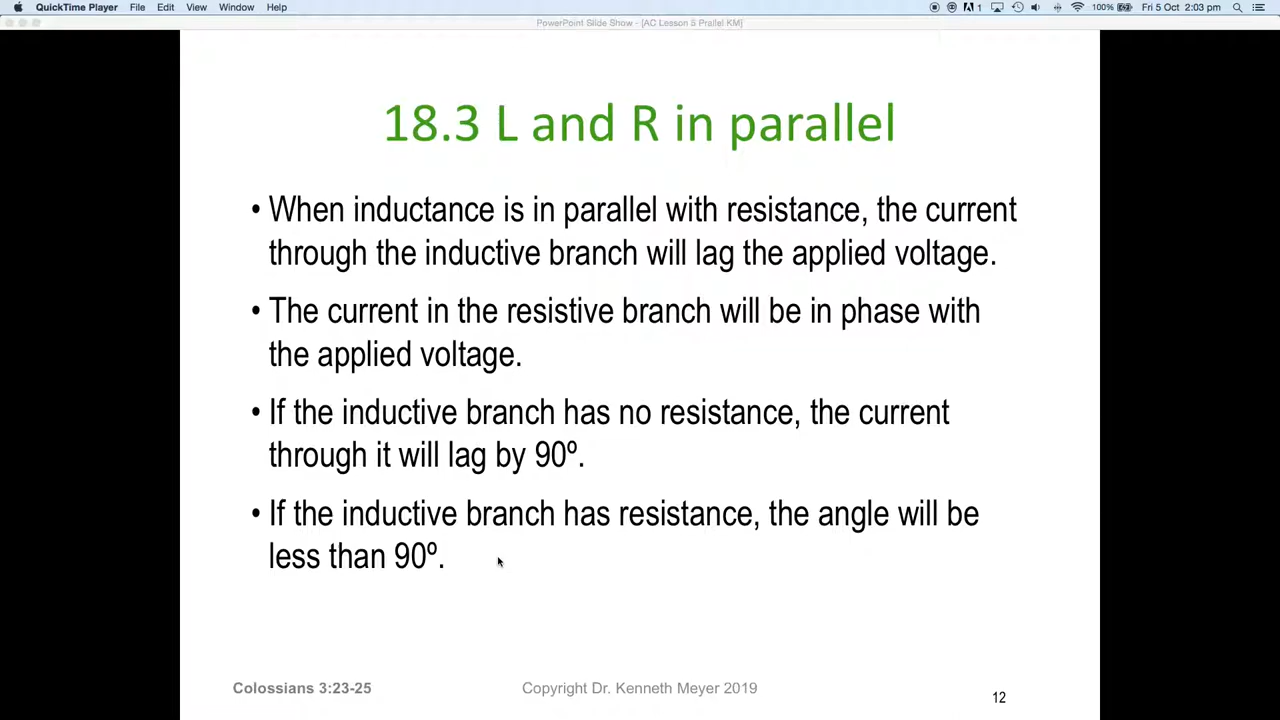 QuickTime Player File Edit View Window Help 1 100% Fri 5 Oct 2:03 pm
PowerPoint Slide Show - [AC Lesson 5 Prallel KM]
18.3 L and R in parallel
• When inductance is in parallel with resistance, the current
through the inductive branch will lag the applied voltage.
• The current in the resistive branch will be in phase with
the applied voltage.
• If the inductive branch has no resistance, the current
through it will lag by 90º.
• If the inductive branch has resistance, the angle will be
less than 90º.
Colossians 3:23-25 Copyright Dr. Kenneth Meyer 2019 12